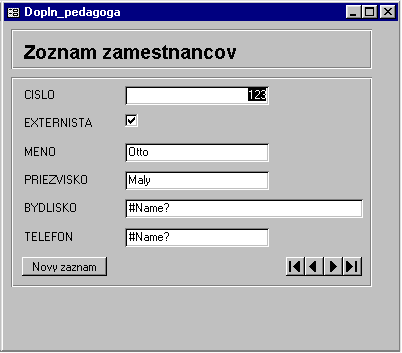 Dopln_pedagoga
Zoznam zamestnancov
CISLO 123
EXTERNISTA
MENO Otto
PRIEZVISKO Maly
BYDLISKO #Name?
TELEFON #Name?
Novy zaznam